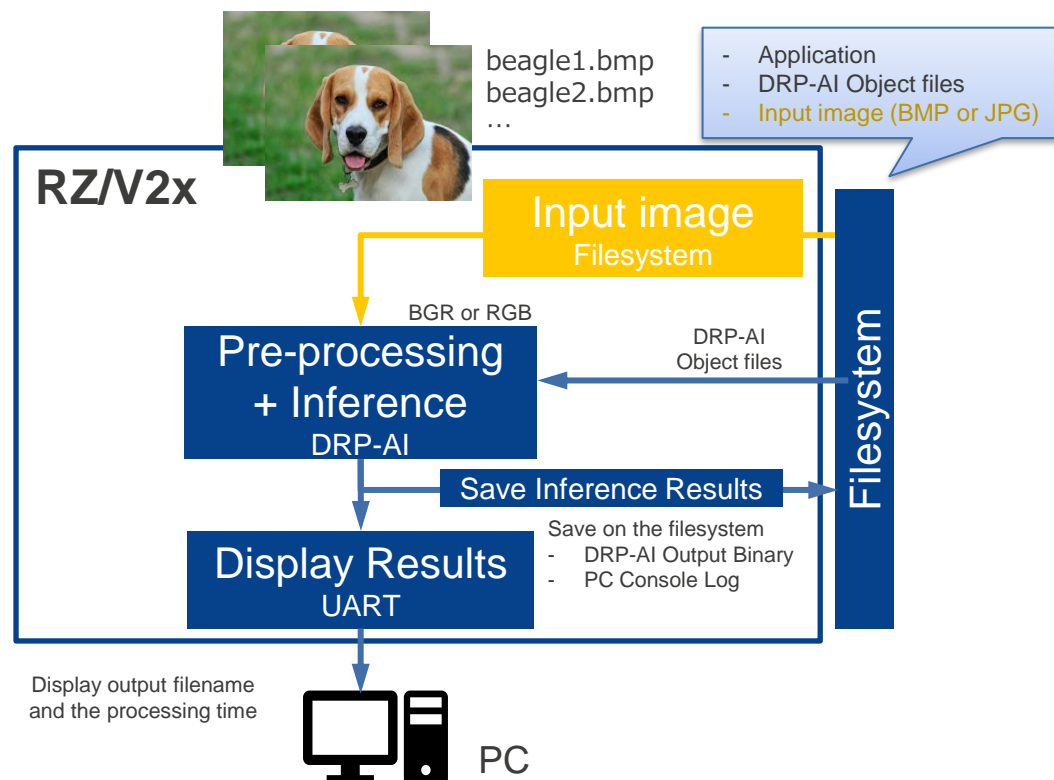 beagle1.bmp
beagle2.bmp
…
- Application
- DRP-AI Object files
- Input image (BMP or JPG)
RZ/V2x
Input image
Filesystem
BGR or RGB
Pre-processing
+ Inference
DRP-AI
DRP-AI
Object files
Filesystem
Save Inference Results
Save on the filesystem
- DRP-AI Output Binary
- PC Console Log
Display Results
UART
Display output filename
and the processing time
PC